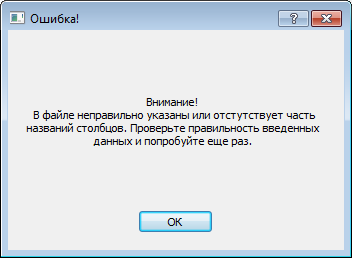 Ошибка!
?
Внимание!
В файле неправильно указаны или отстутствует часть
названий столбцов. Проверьте правильность введенных
данных и попробуйте еще раз.
OK